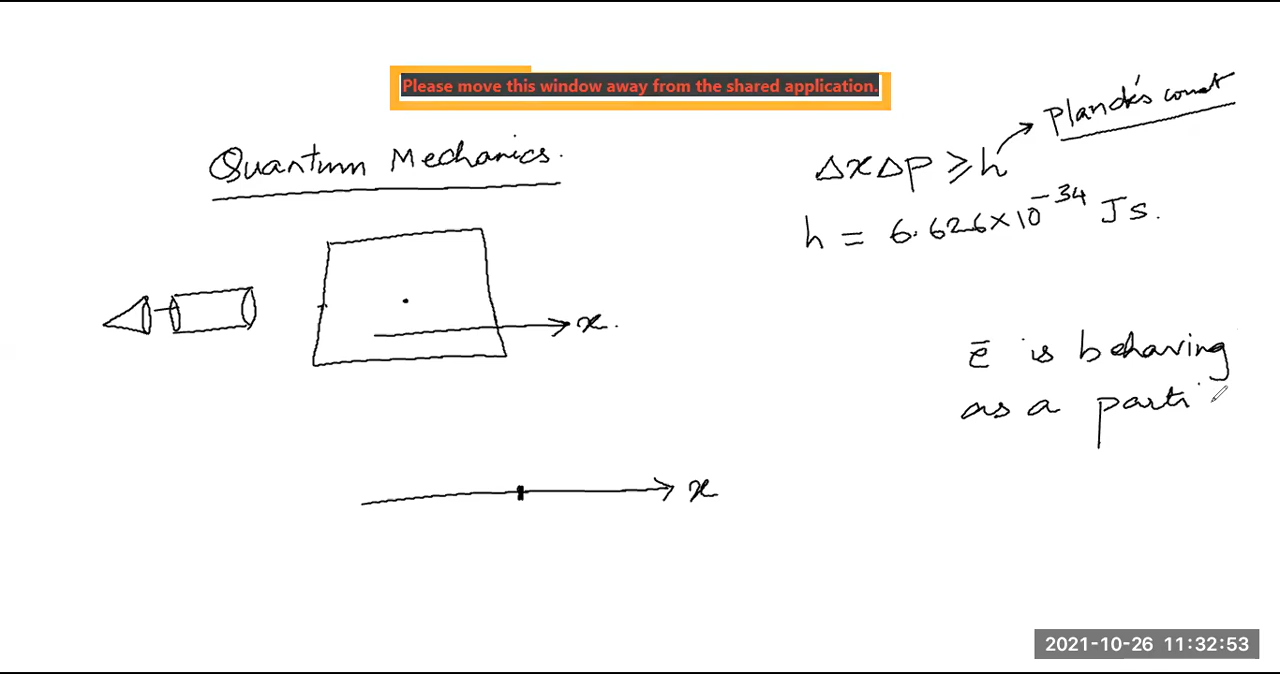 Please move this window away from the shared application.
Quantum Mechanics.
Planck's const
ΔxΔp ⩾ h
h = 6.626×10⁻³⁴ Js.
x.
e̅ is behaving
as a parti
x
2021-10-26 11:32:53